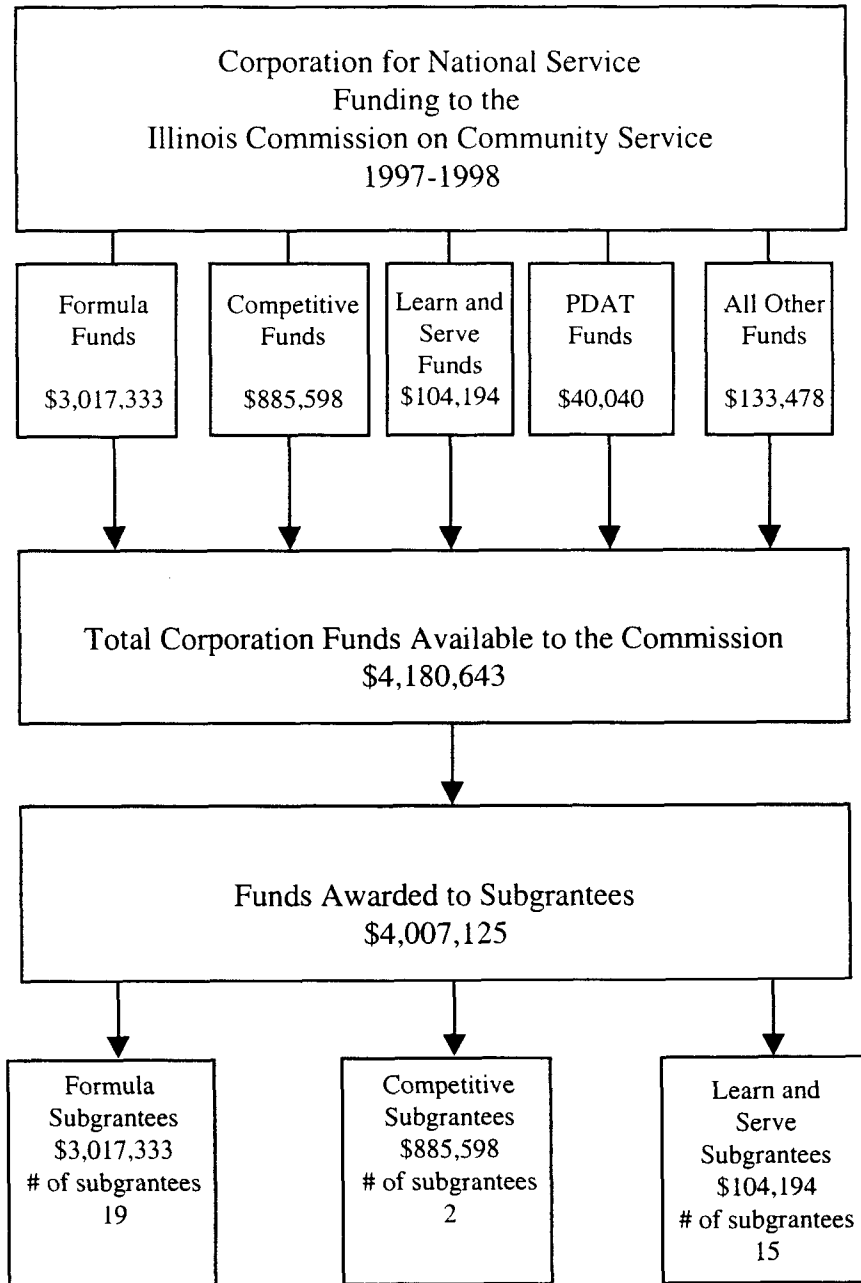 Corporation for National Service
Funding to the
Illinois Commission on Community Service
1997-1998
Formula
Funds
$3,017,333
Competitive
Funds
$885,598
Learn and
Serve
Funds
$104,194
PDAT
Funds
$40,040
All Other
Funds
$133,478
Total Corporation Funds Available to the Commission
$4,180,643
Funds Awarded to Subgrantees
$4,007,125
Formula
Subgrantees
$3,017,333
# of subgrantees
19
Competitive
Subgrantees
$885,598
# of subgrantees
2
Learn and
Serve
Subgrantees
$104,194
# of subgrantees
15